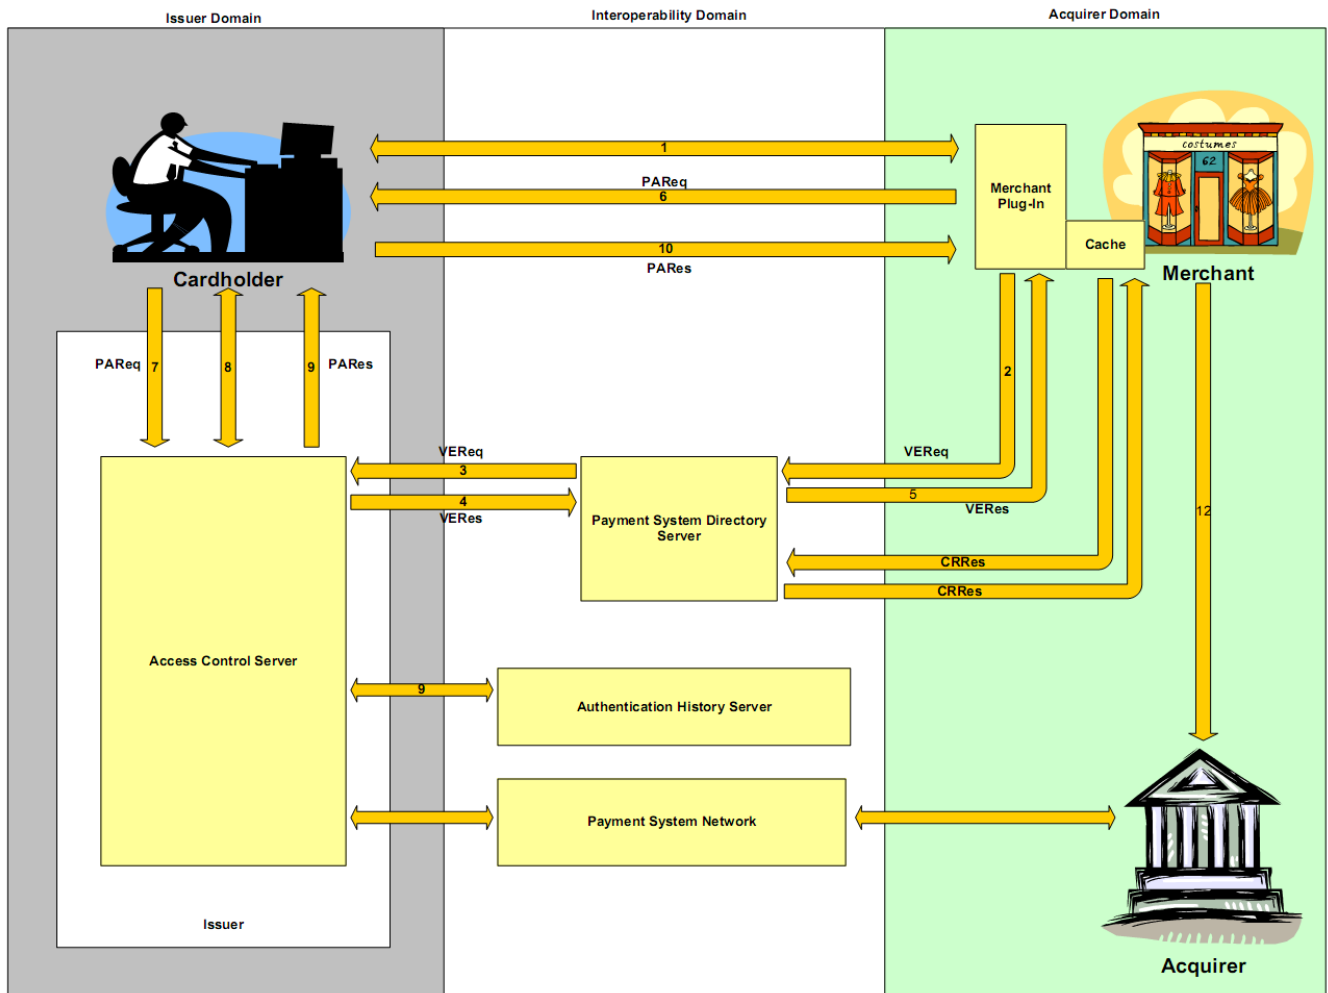 Issuer Domain
Interoperability Domain
Acquirer Domain
costumes
62
1
PAReq
6
10
PARes
Merchant
Plug-In
Cache
Cardholder
Merchant
PAReq
7
8
9
PARes
2
VEReq
3
4
VERes
VEReq
5
VERes
Payment System Directory
Server
12
CRRes
CRRes
Access Control Server
9
Authentication History Server
Payment System Network
Issuer
Acquirer